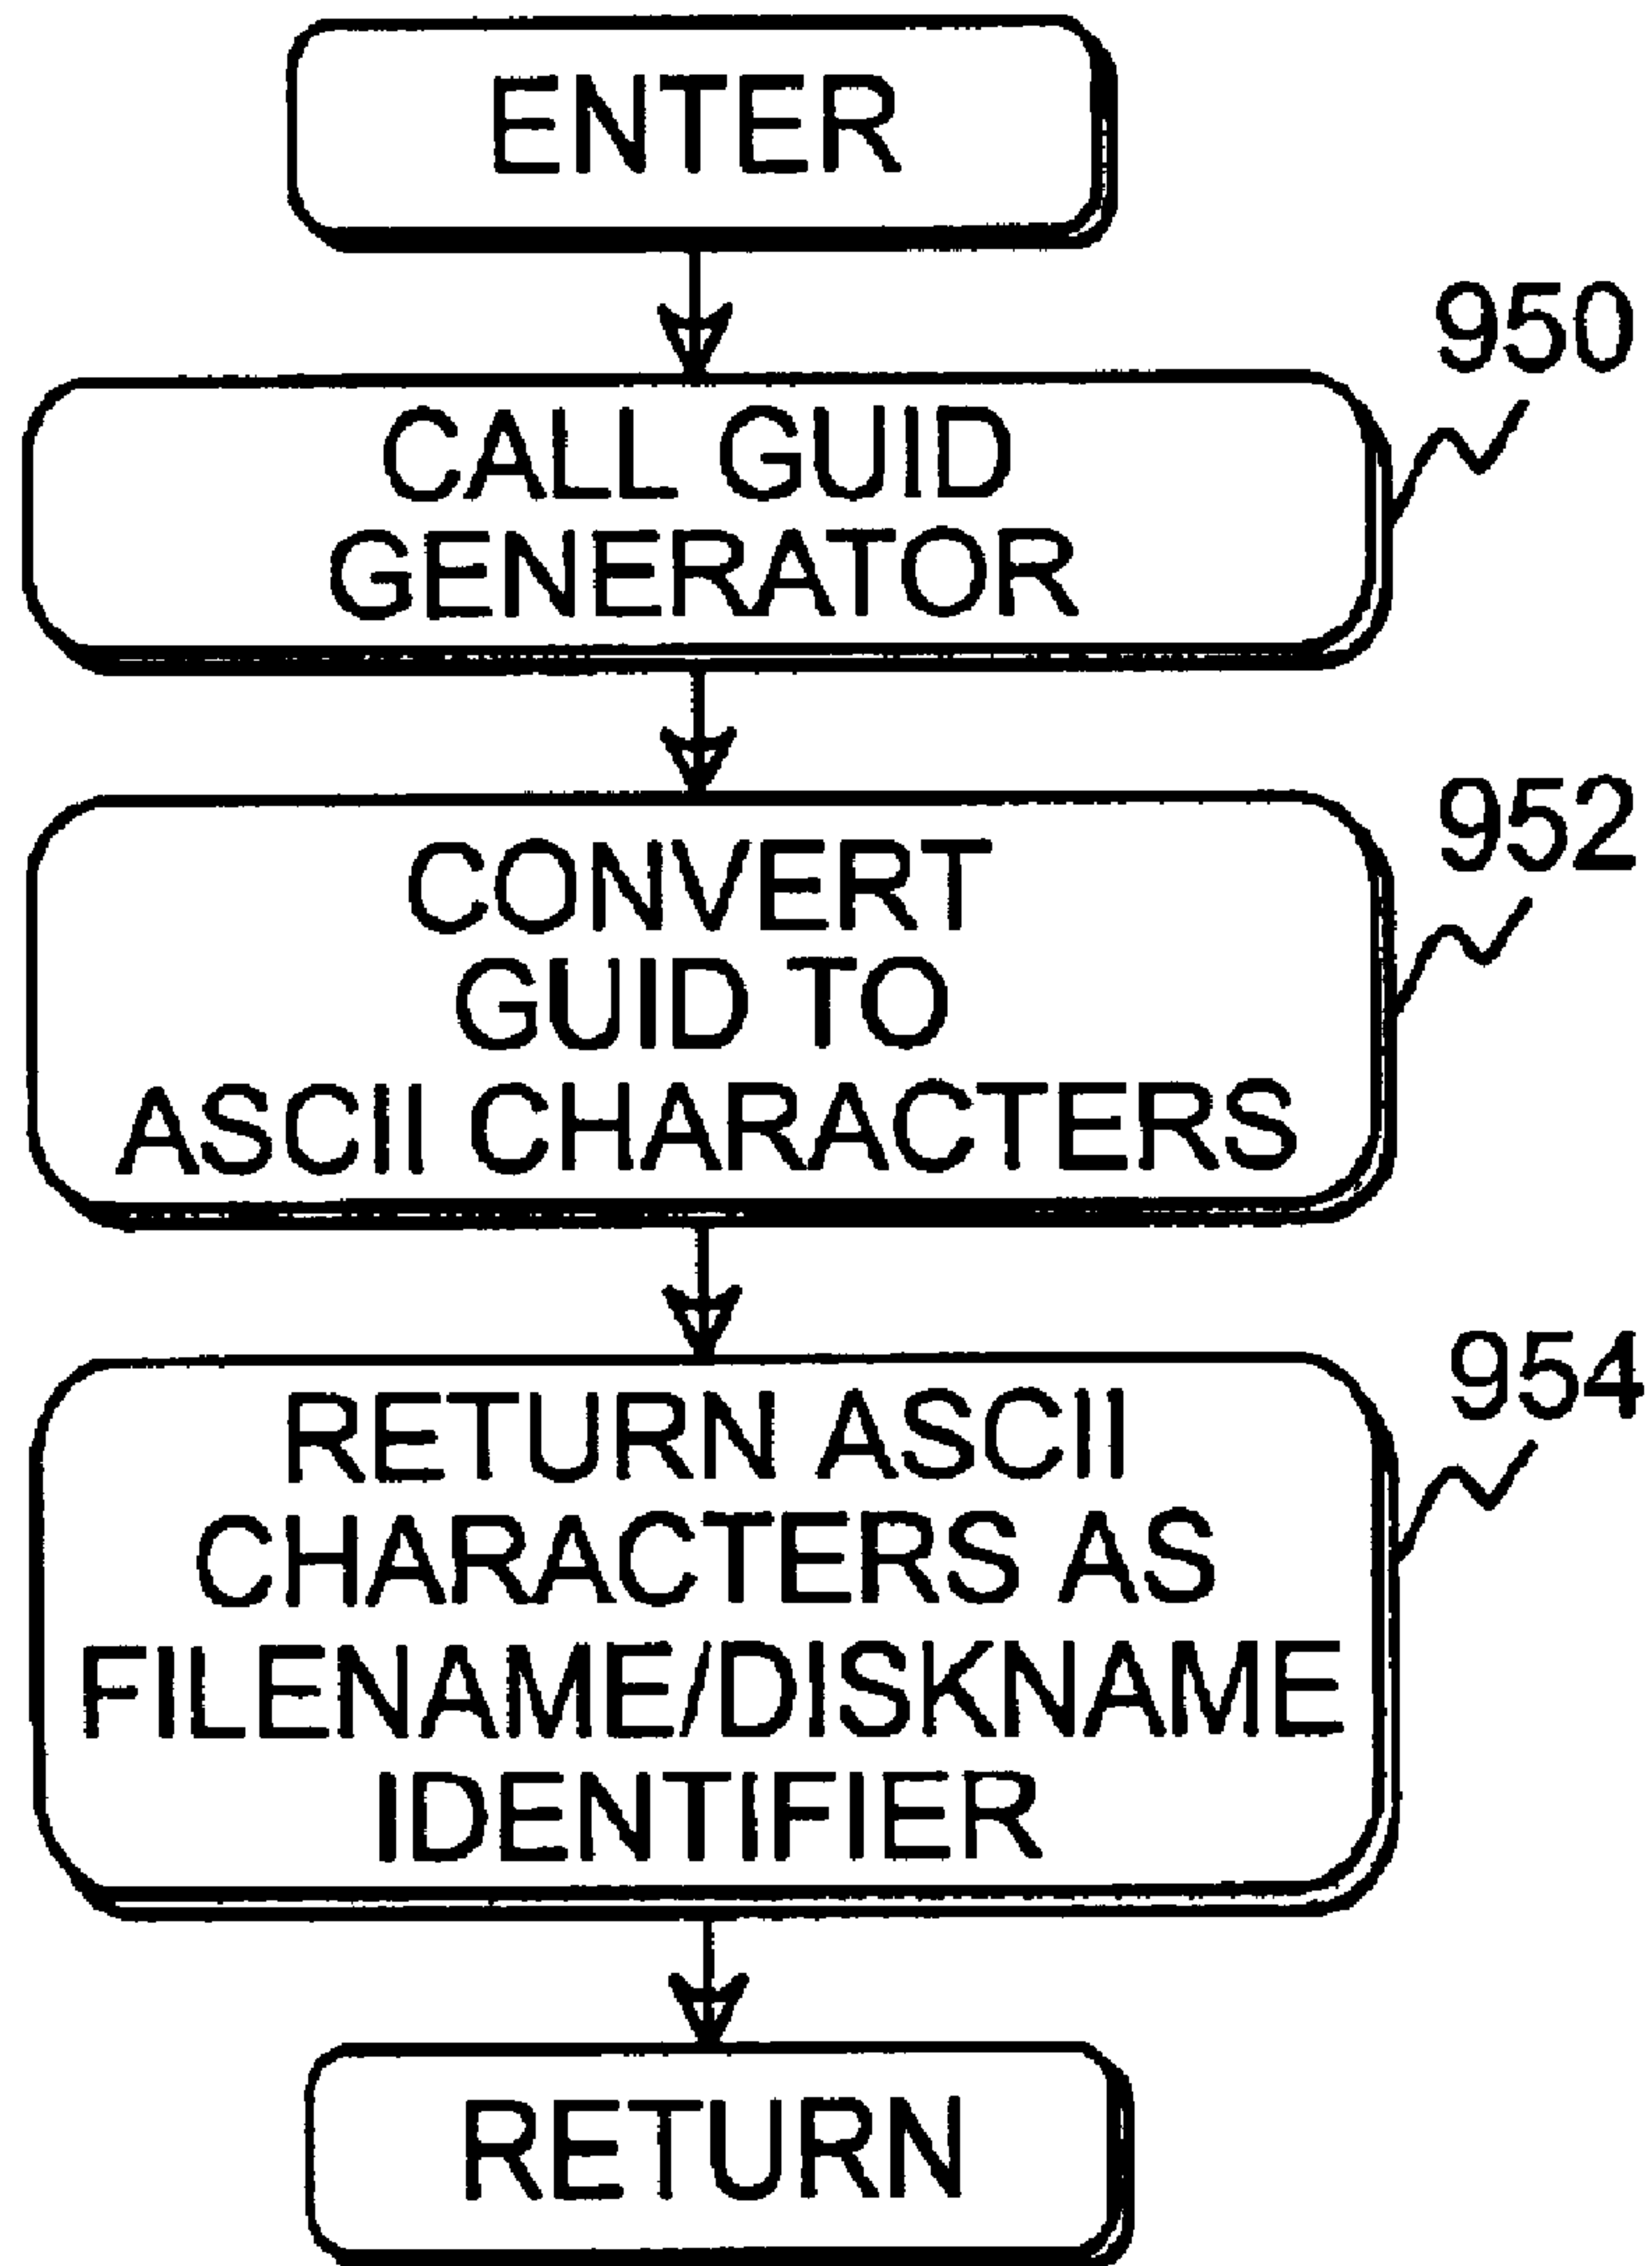 ENTER
950
CALL GUID
GENERATOR
952
CONVERT
GUID TO
ASCII CHARACTERS
954
RETURN ASCII
CHARACTERS AS
FILENAME/DISKNAME
IDENTIFIER
RETURN